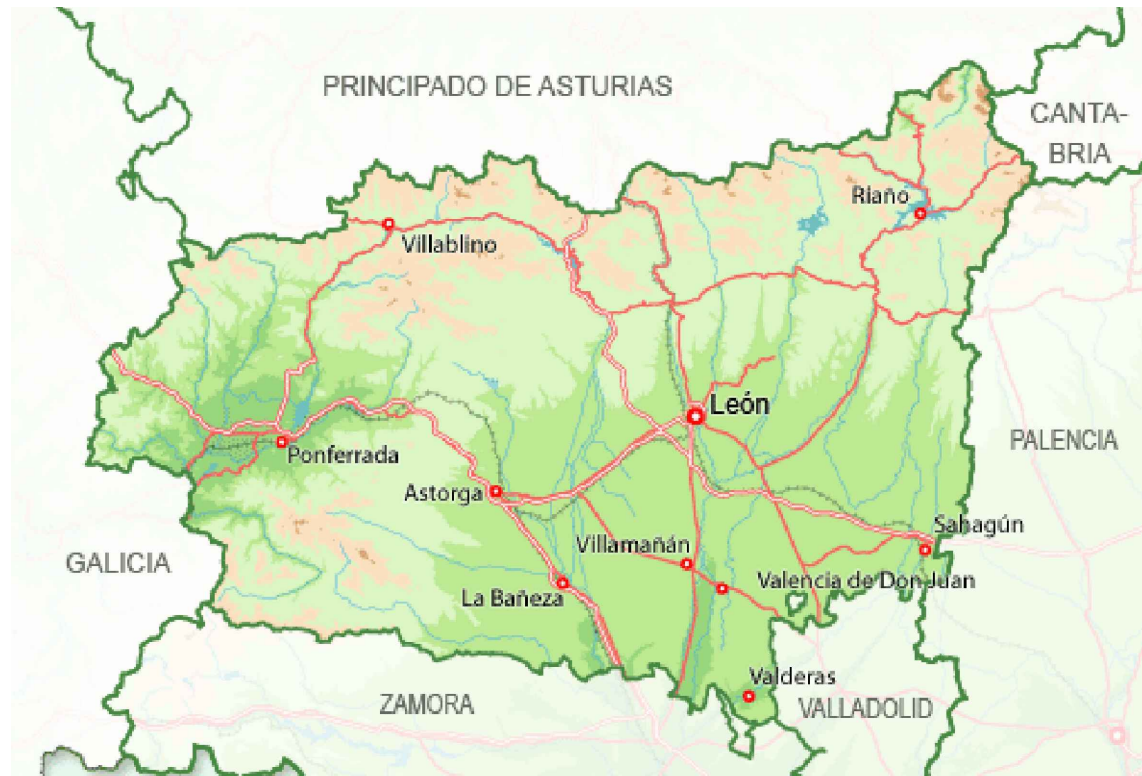 PRINCIPADO DE ASTURIAS
CANTA-
BRIA
Riaño
Villablino
León
Ponferrada
PALENCIA
Astorga
Sahagún
Villamañán
GALICIA
Valencia de Don Juan
La Bañeza
Valderas
ZAMORA
VALLADOLID